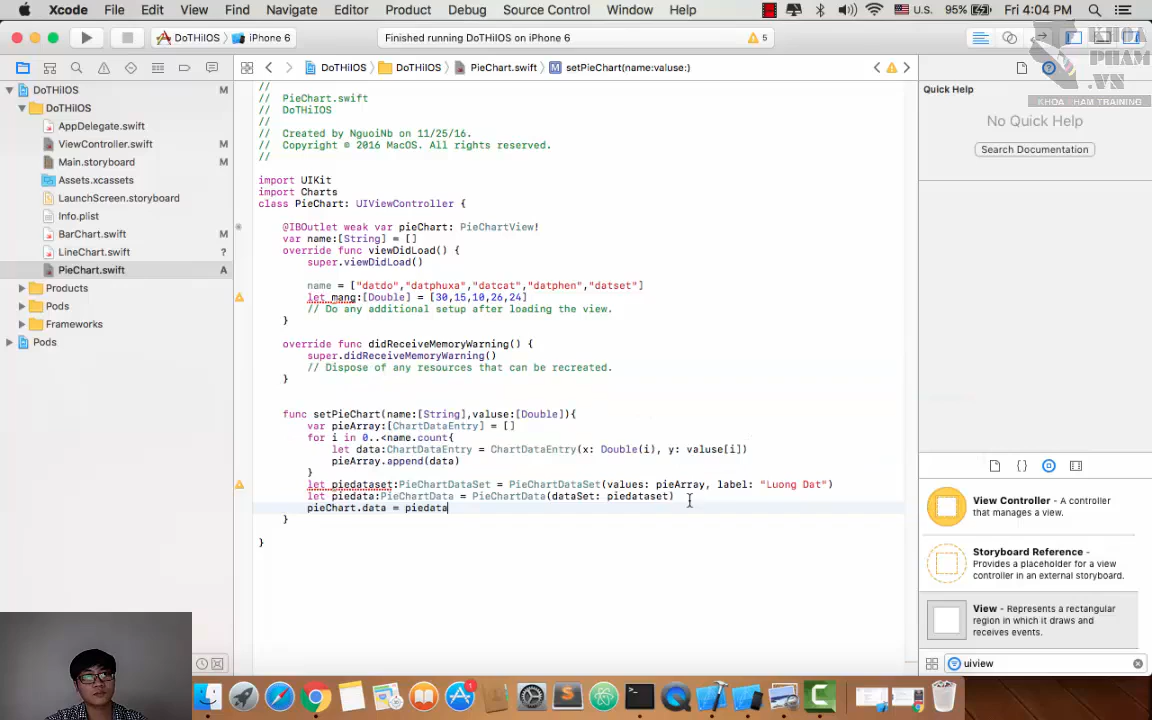 Xcode File Edit View Find Navigate Editor Product Debug Source Control Window Help U.S. 95% Fri 4:04 PM
DoTHiIOS iPhone 6 Finished running DoTHiIOS on iPhone 6 5
KHOA
PHAM
.VN
KHOA PHAM TRAINING
DoTHiIOS DoTHiIOS PieChart.swift M setPieChart(name:valuse:)
DoTHiIOS M
DoTHiIOS
AppDelegate.swift
ViewController.swift M
Main.storyboard M
Assets.xcassets
LaunchScreen.storyboard
Info.plist
BarChart.swift M
LineChart.swift ?
PieChart.swift A
Products
Pods
Frameworks
Pods
//
// PieChart.swift
// DoTHiIOS
//
// Created by NguoiNb on 11/25/16.
// Copyright © 2016 MacOS. All rights reserved.
//
import UIKit
import Charts
class PieChart: UIViewController {
@IBOutlet weak var pieChart: PieChartView!
var name:[String] = []
override func viewDidLoad() {
super.viewDidLoad()
name = ["datdo","datphuxa","datcat","datphen","datset"]
let mang:[Double] = [30,15,10,26,24]
// Do any additional setup after loading the view.
}
override func didReceiveMemoryWarning() {
super.didReceiveMemoryWarning()
// Dispose of any resources that can be recreated.
}
func setPieChart(name:[String],valuse:[Double]){
var pieArray:[ChartDataEntry] = []
for i in 0..<name.count{
let data:ChartDataEntry = ChartDataEntry(x: Double(i), y: valuse[i])
pieArray.append(data)
}
let piedataset:PieChartDataSet = PieChartDataSet(values: pieArray, label: "Luong Dat")
let piedata:PieChartData = PieChartData(dataSet: piedataset)
pieChart.data = piedata
}
}
Quick Help
No Quick Help
Search Documentation
{ }
View Controller - A controller that manages a view.
Storyboard Reference - Provides a placeholder for a view controller in an external storyboard.
View - Represents a rectangular region in which it draws and receives events.
uiview
1